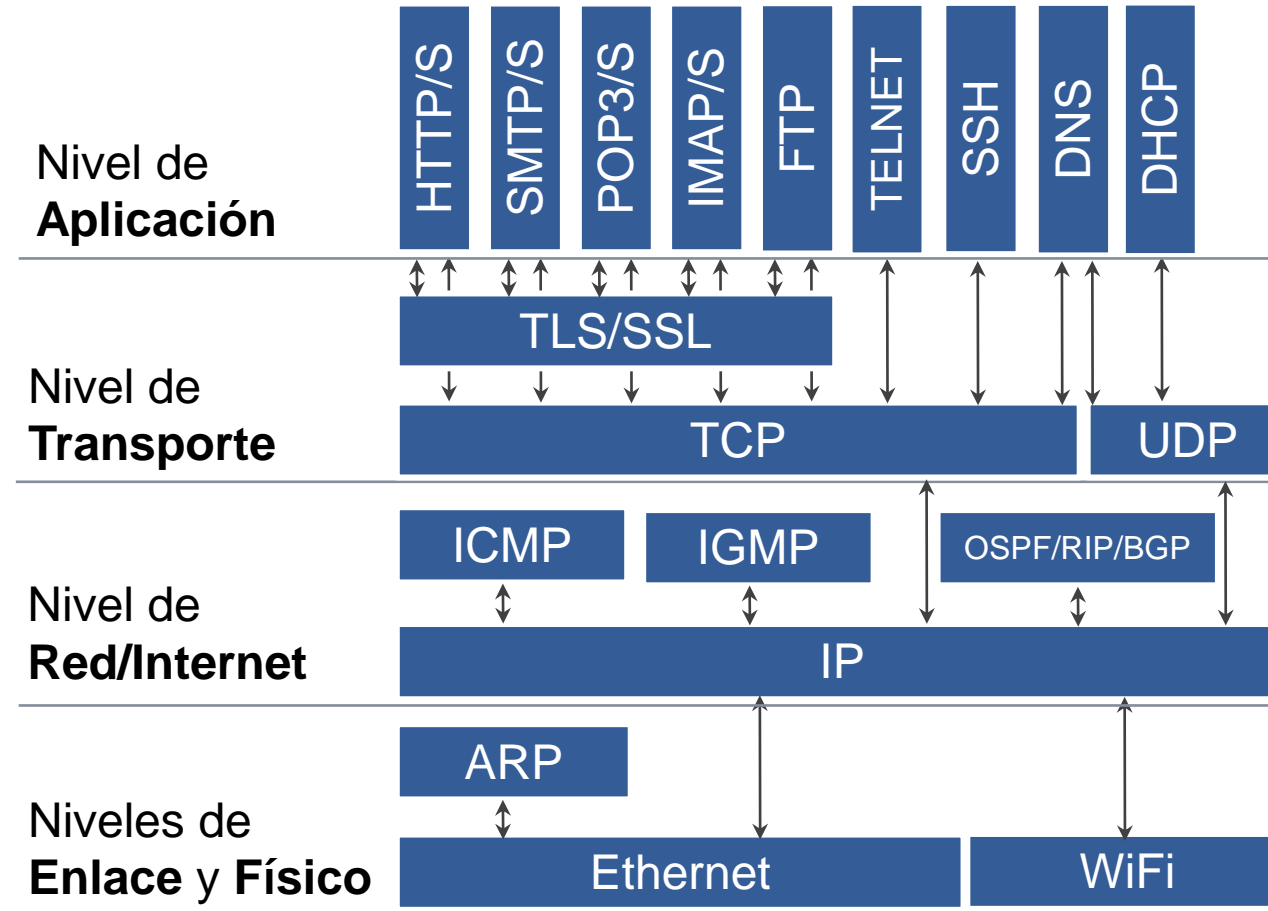 HTTP/S
SMTP/S
POP3/S
IMAP/S
FTP
TELNET
SSH
DNS
DHCP
Nivel de
Aplicación
TLS/SSL
Nivel de
Transporte
TCP
UDP
ICMP
IGMP
OSPF/RIP/BGP
Nivel de
Red/Internet
IP
ARP
Niveles de
Enlace y Físico
Ethernet
WiFi